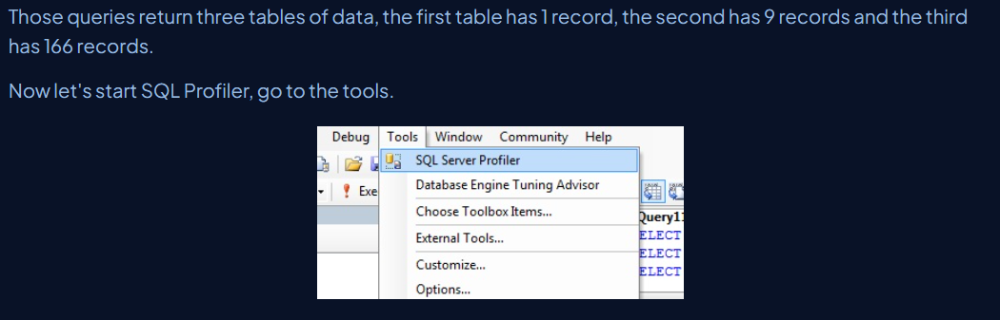 Those queries return three tables of data, the first table has 1 record, the second has 9 records and the third
has 166 records.
Now let's start SQL Profiler, go to the tools.
Debug Tools Window Community Help
SQL Server Profiler
Exe
Database Engine Tuning Advisor
Choose Toolbox Items...
Query11
External Tools...
ELECT
ELECT
Customize...
ELECT
Options...